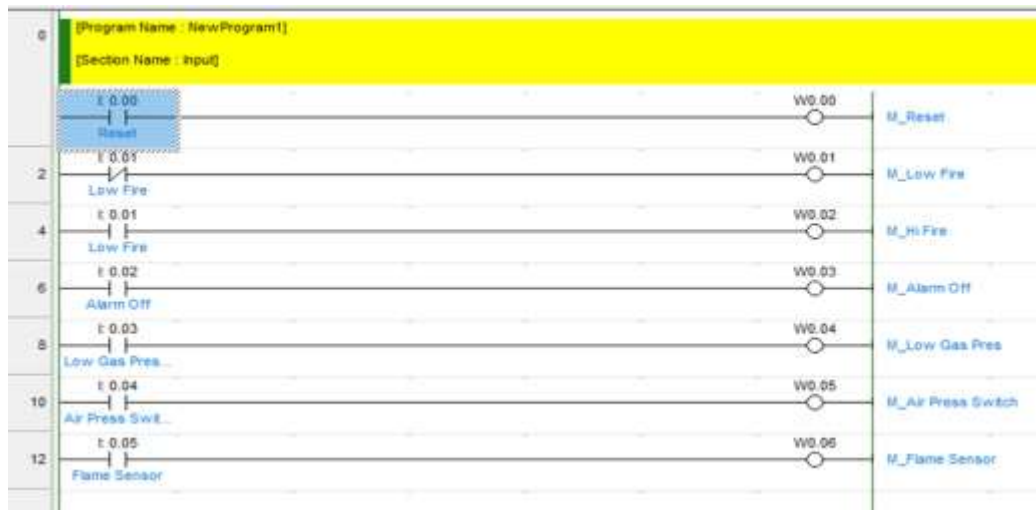 0
[Program Name : NewProgram1]
[Section Name : Input]
I: 0.00
W0.00
M_Reset
Reset
2
I: 0.01
W0.01
M_Low Fire
Low Fire
4
I: 0.01
W0.02
M_Hi Fire
Low Fire
6
I: 0.02
W0.03
M_Alarm Off
Alarm Off
8
I: 0.03
W0.04
M_Low Gas Pres
Low Gas Pres...
10
I: 0.04
W0.05
M_Air Press Switch
Air Press Swit...
12
I: 0.05
W0.06
M_Flame Sensor
Flame Sensor